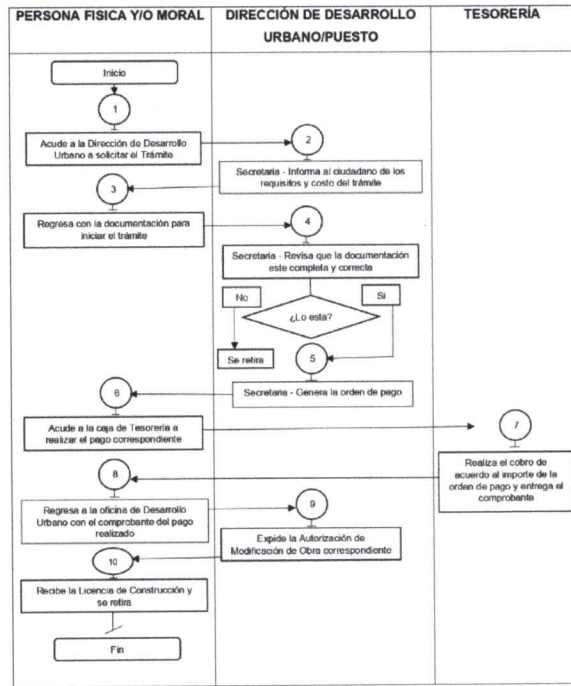 PERSONA FISICA Y/O MORAL
DIRECCIÓN DE DESARROLLO
URBANO/PUESTO
TESORERÍA
Inicio
1
Acude a la Dirección de Desarrollo
Urbano a solicitar el Trámite
2
Secretaria - Informa al ciudadano de los
requisitos y costo del trámite
3
Regresa con la documentación para
iniciar el trámite
4
Secretaria - Revisa que la documentación
este completa y correcta
No
Si
¿Lo esta?
Se retira
5
Secretaria - Genera la orden de pago
6
Acude a la caja de Tesorería a
realizar el pago correspondiente
7
Realiza el cobro de
acuerdo al importe de la
orden de pago y entrega el
comprobante
8
Regresa a la oficina de Desarrollo
Urbano con el comprobante del pago
realizado
9
Expide la Autorización de
Modificación de Obra correspondiente
10
Recibe la Licencia de Construcción y
se retira
Fin